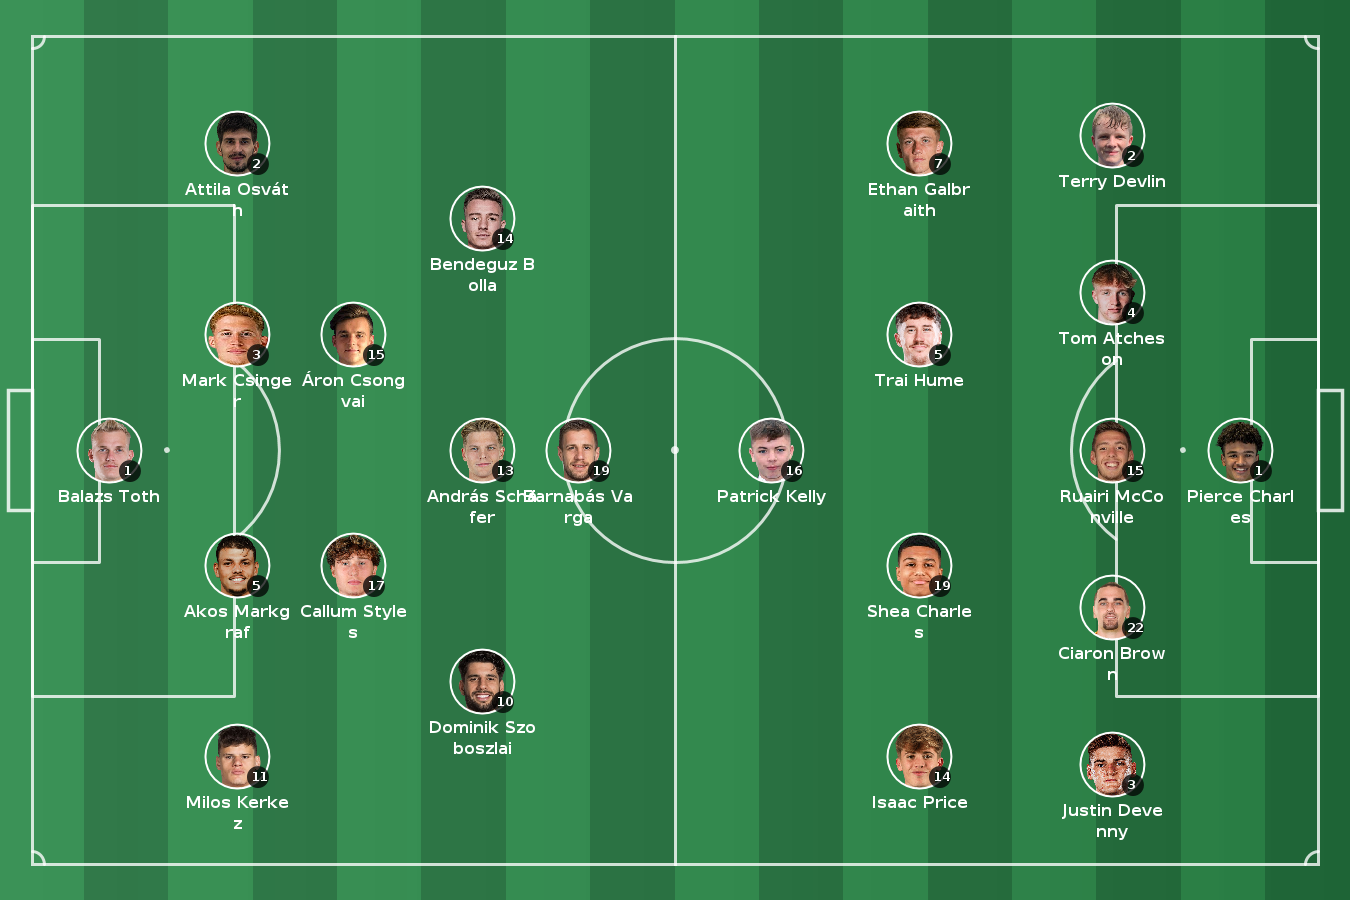 2
Attila Osvát
n
14
Bendeguz B
olla
3
Mark Csinge
r
15
Áron Csong
vai
1
Balazs Toth
13
András Schä
fer
19
Barnabás Va
rga
5
Akos Markg
raf
17
Callum Style
s
10
Dominik Szo
boszlai
11
Milos Kerke
z
7
Ethan Galbr
aith
2
Terry Devlin
4
Tom Atches
on
5
Trai Hume
16
Patrick Kelly
15
Ruairi McCo
nville
1
Pierce Charl
es
19
Shea Charle
s
22
Ciaron Brow
n
14
Isaac Price
3
Justin Deve
nny